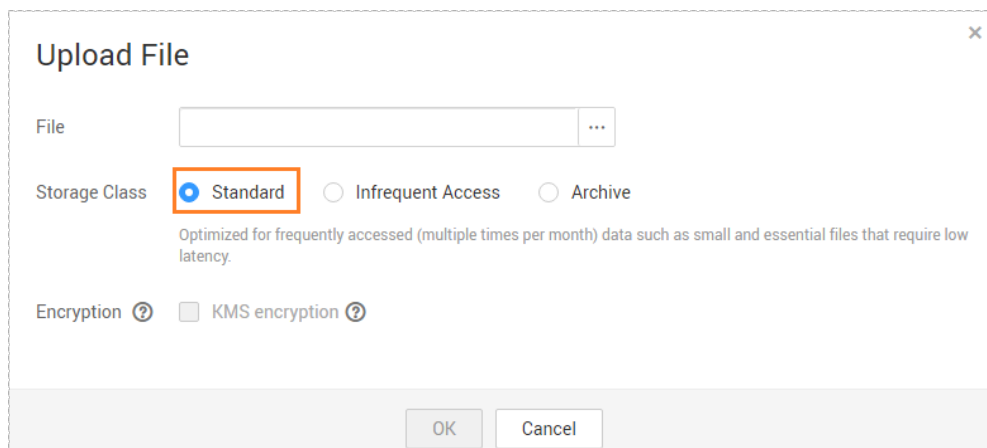 Upload File
File
...
Storage Class Standard Infrequent Access Archive
Optimized for frequently accessed (multiple times per month) data such as small and essential files that require low
latency.
Encryption ? KMS encryption ?
OK Cancel